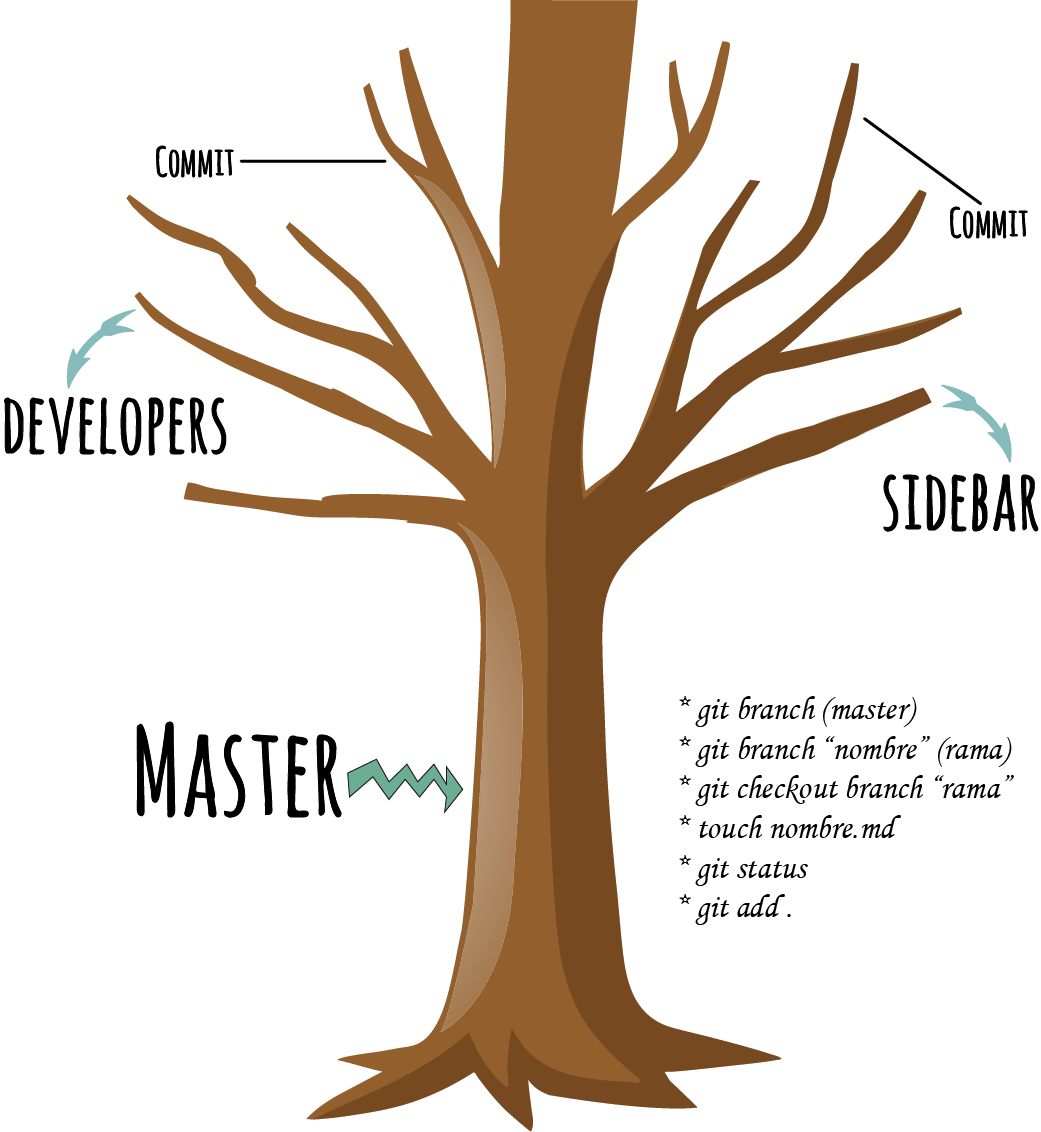 Commit
Commit
DEVELOPERS
SIDEBAR
MASTER
* git branch (master)
* git branch “nombre” (rama)
* git checkout branch “rama”
* touch nombre.md
* git status
* git add .